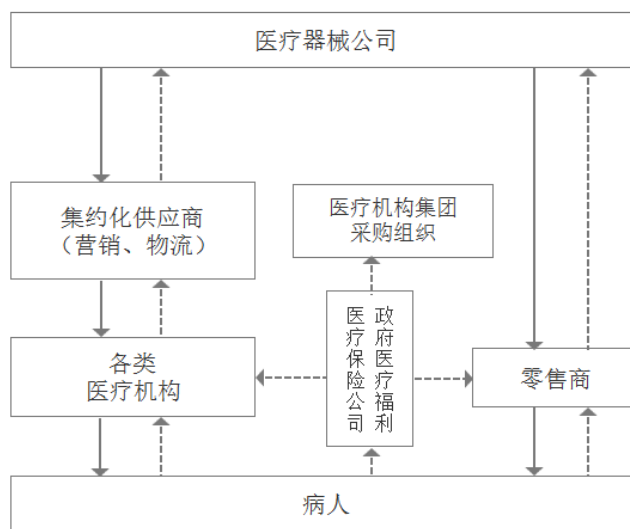 医疗器械公司
集约化供应商
（营销、物流）
医疗机构集团
采购组织
各类
医疗机构
政府医疗福利
医疗保险公司
零售商
病人